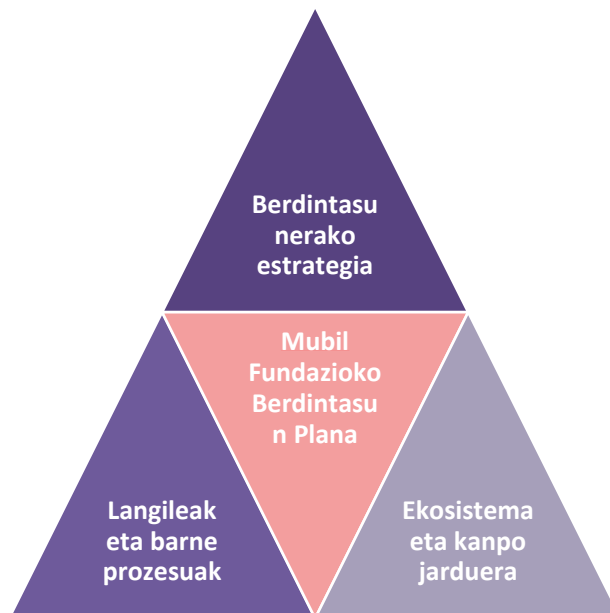 Berdintasu
nerako
estrategia
Mubil
Fundazioko
Berdintasu
n Plana
Langileak
eta barne
prozesuak
Ekosistema
eta kanpo
jarduera